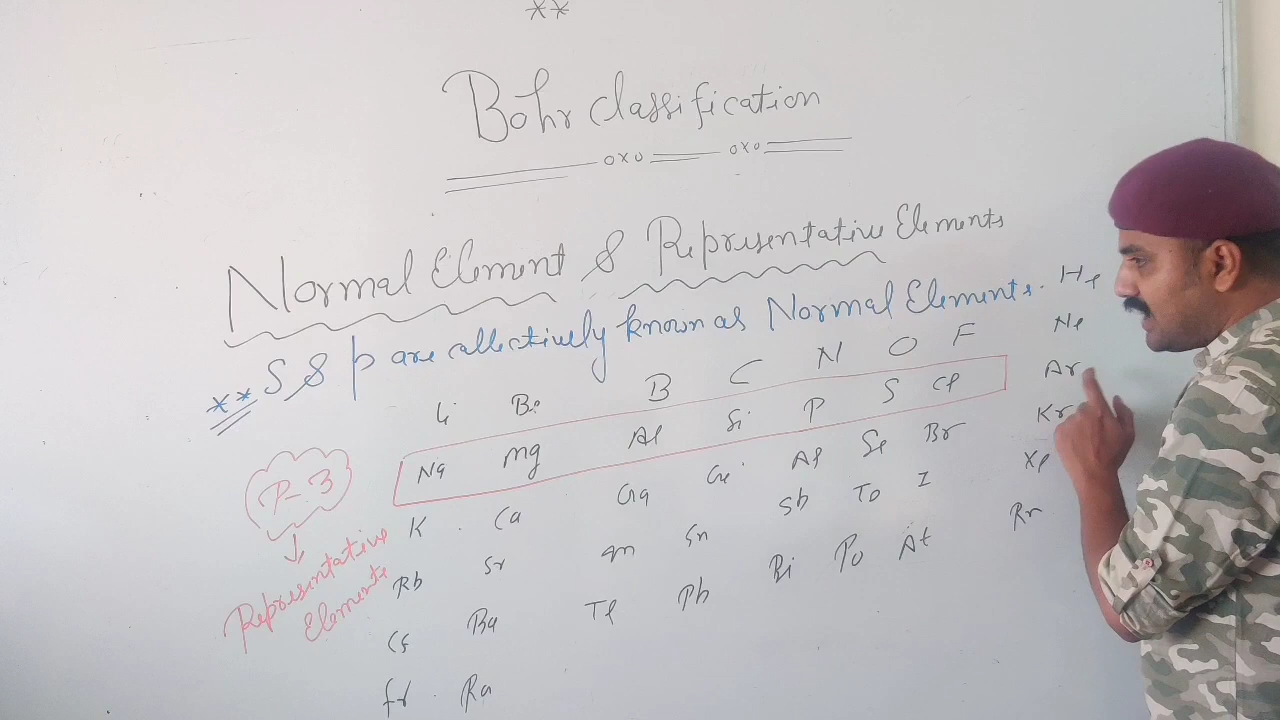 **
Bohr classification
oxo oxo
Normal Element & Representative Elements
** S & p are collectively known as Normal Elements.
He
Li Be B C N O F Ne
Na Mg Al Si P S Cl Ar
K Ca Ga Ge As Se Br Kr
Rb Sr In Sn Sb Te I Xe
Cs Ba Tl Pb Bi Po At Rn
Fr Ra
P-3
Representative
Elements